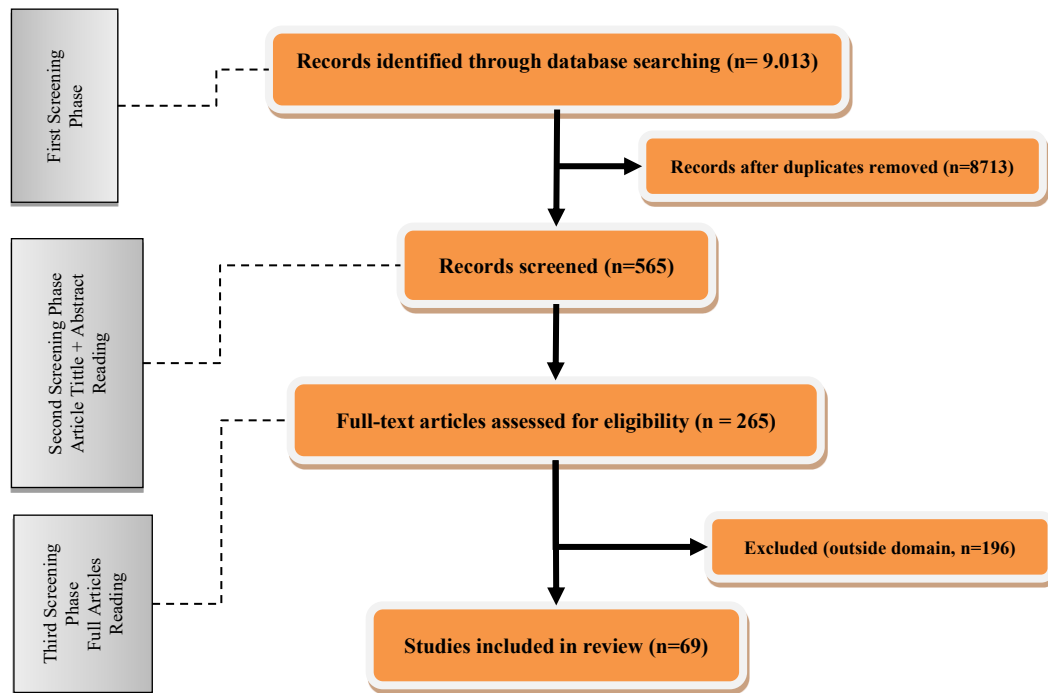 First Screening
Phase
Records identified through database searching (n= 9.013)
Records after duplicates removed (n=8713)
Second Screening Phase
Article Tittle + Abstract
Reading
Records screened (n=565)
Full-text articles assessed for eligibility (n = 265)
Third Screening
Phase
Full Articles
Reading
Excluded (outside domain, n=196)
Studies included in review (n=69)